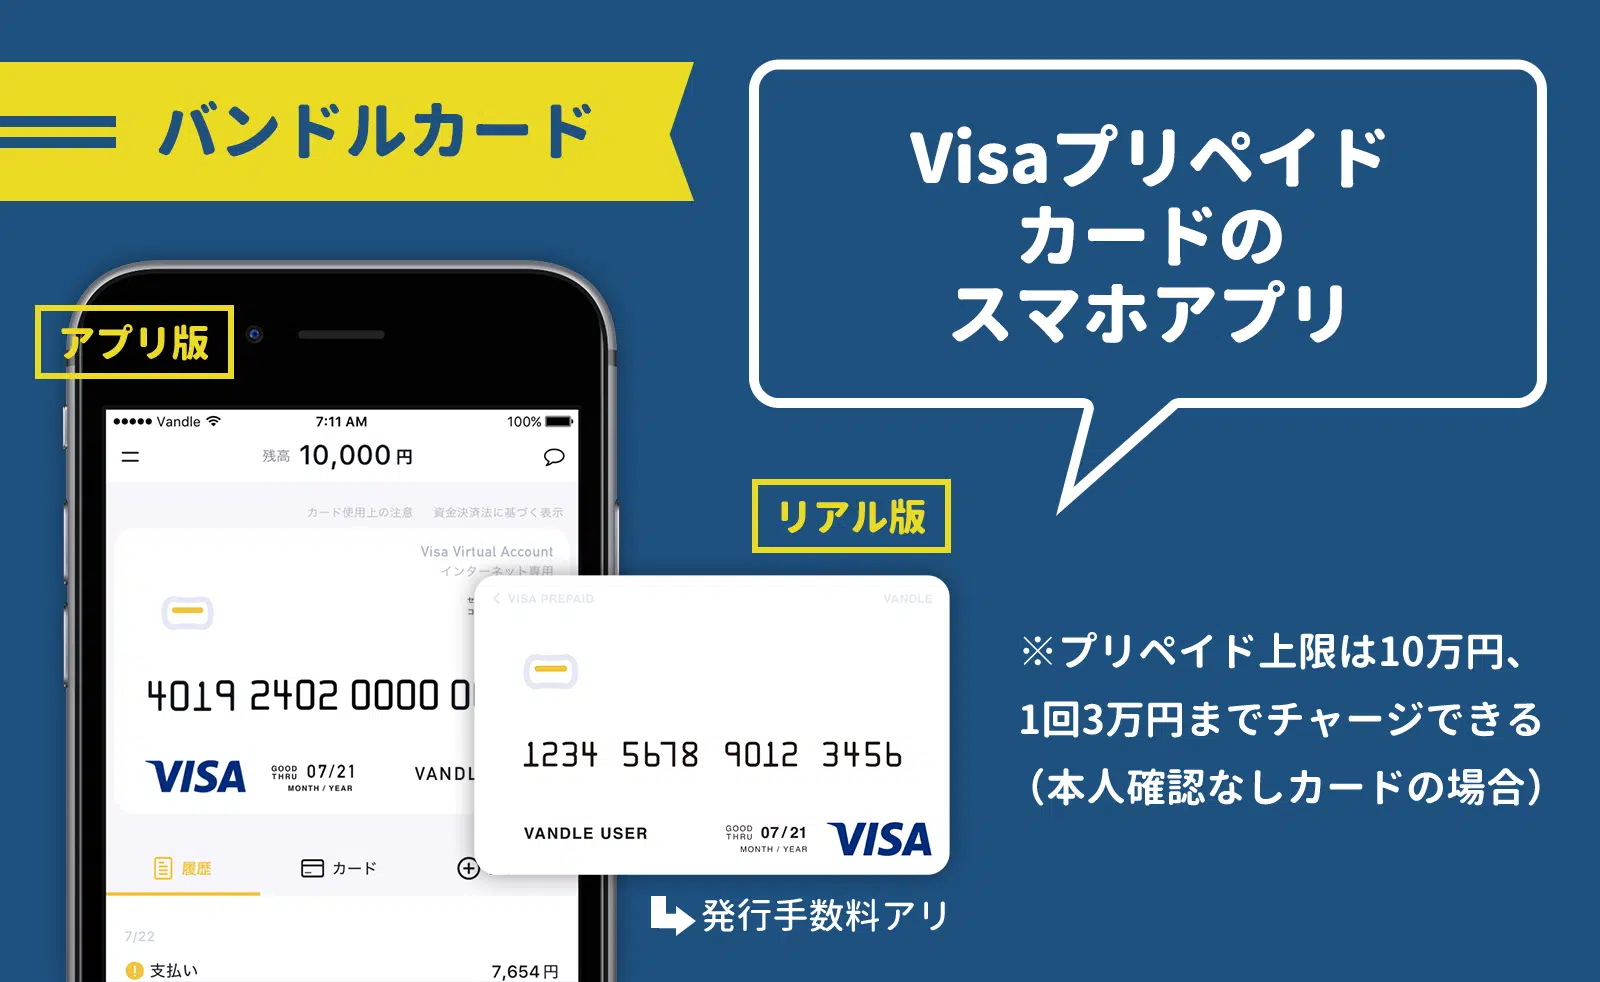 バンドルカード
Visaプリペイド
カードの
スマホアプリ
アプリ版
Vandle
7:11 AM
100%
残高 10,000 円
カード使用上の注意 資金決済法に基づく表示
Visa Virtual Account
インターネット専用
4019 2402 0000
VISA
GOOD THRU 07/21
MONTH / YEAR
VANDL
履歴
カード
7/22
支払い
7,654 円
リアル版
VISA PREPAID
VANDLE
1234 5678 9012 3456
VANDLE USER
GOOD THRU 07/21
MONTH / YEAR
VISA
発行手数料アリ
※プリペイド上限は10万円、
1回3万円までチャージできる
（本人確認なしカードの場合）